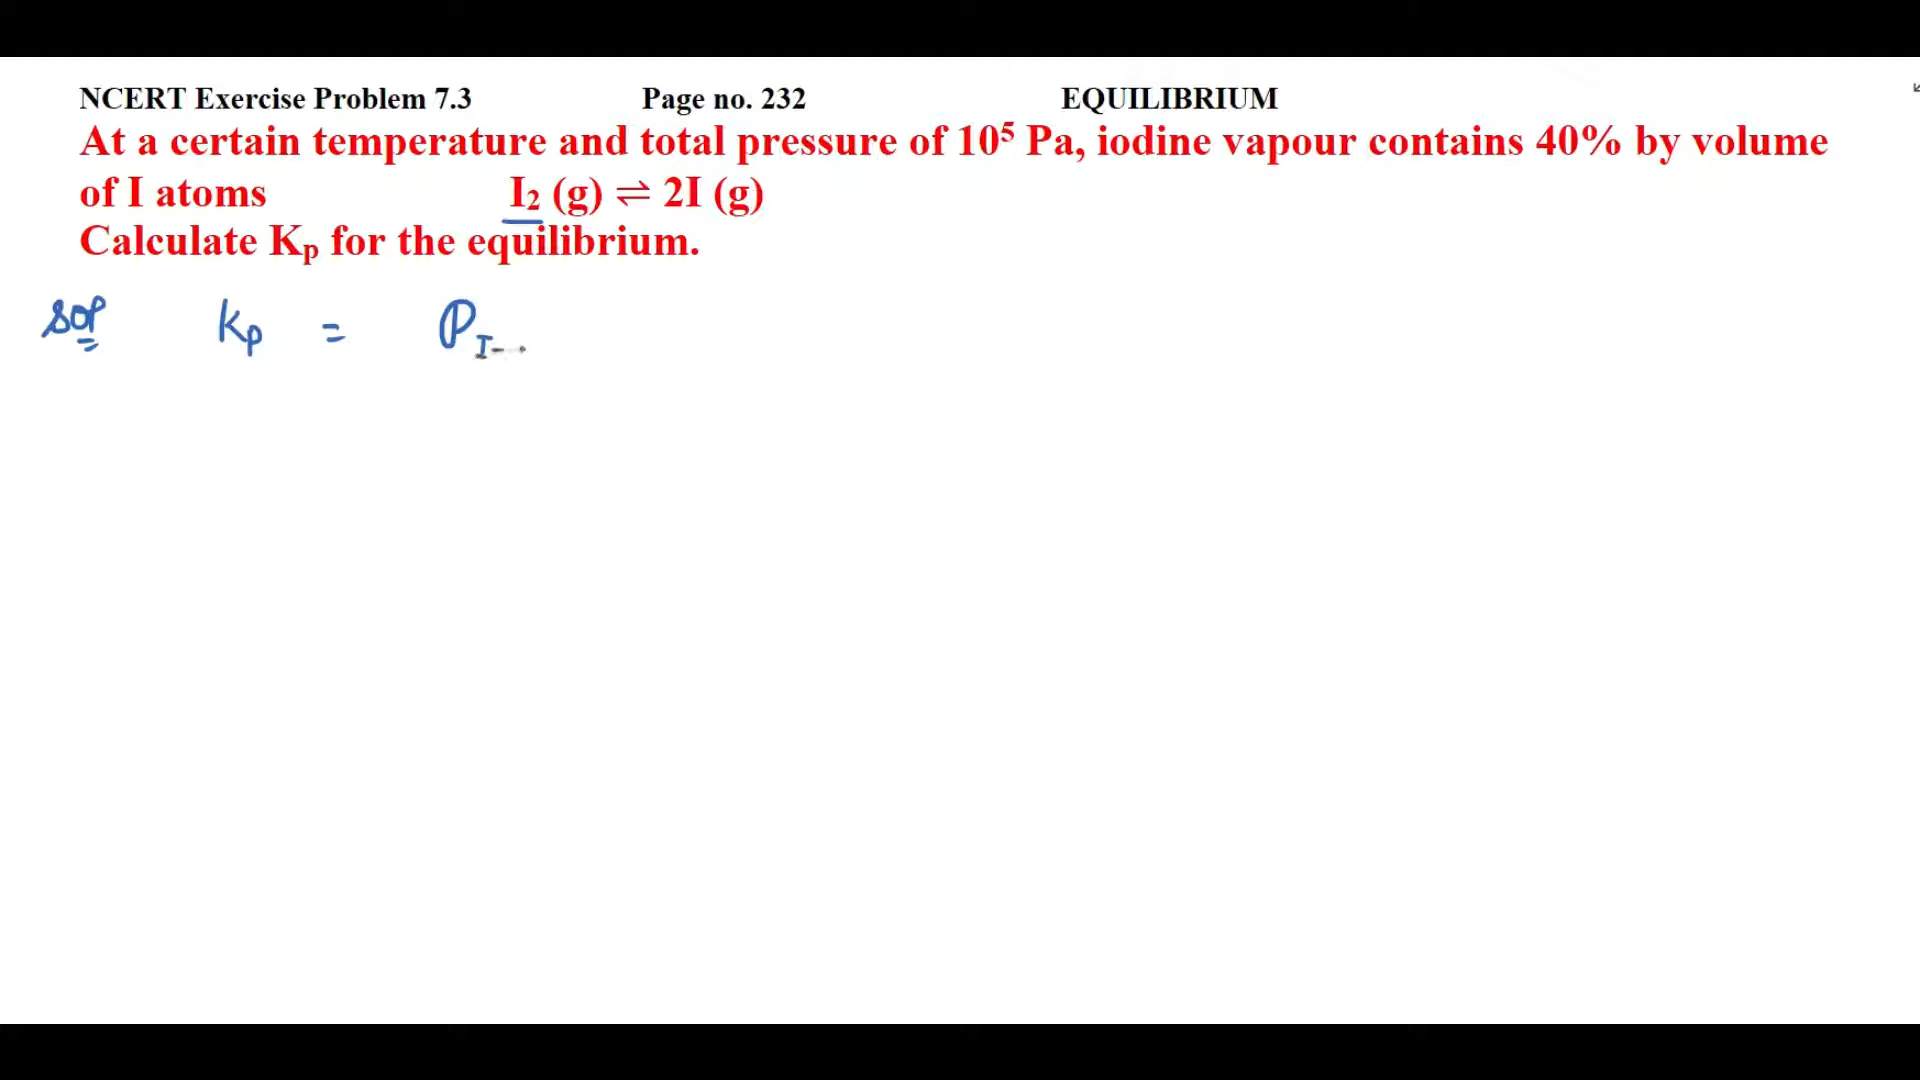 NCERT Exercise Problem 7.3 Page no. 232 EQUILIBRIUM
At a certain temperature and total pressure of 10⁵ Pa, iodine vapour contains 40% by volume
of I atoms I₂ (g) ⇌ 2I (g)
Calculate Kₚ for the equilibrium.
Sol Kp = P_I